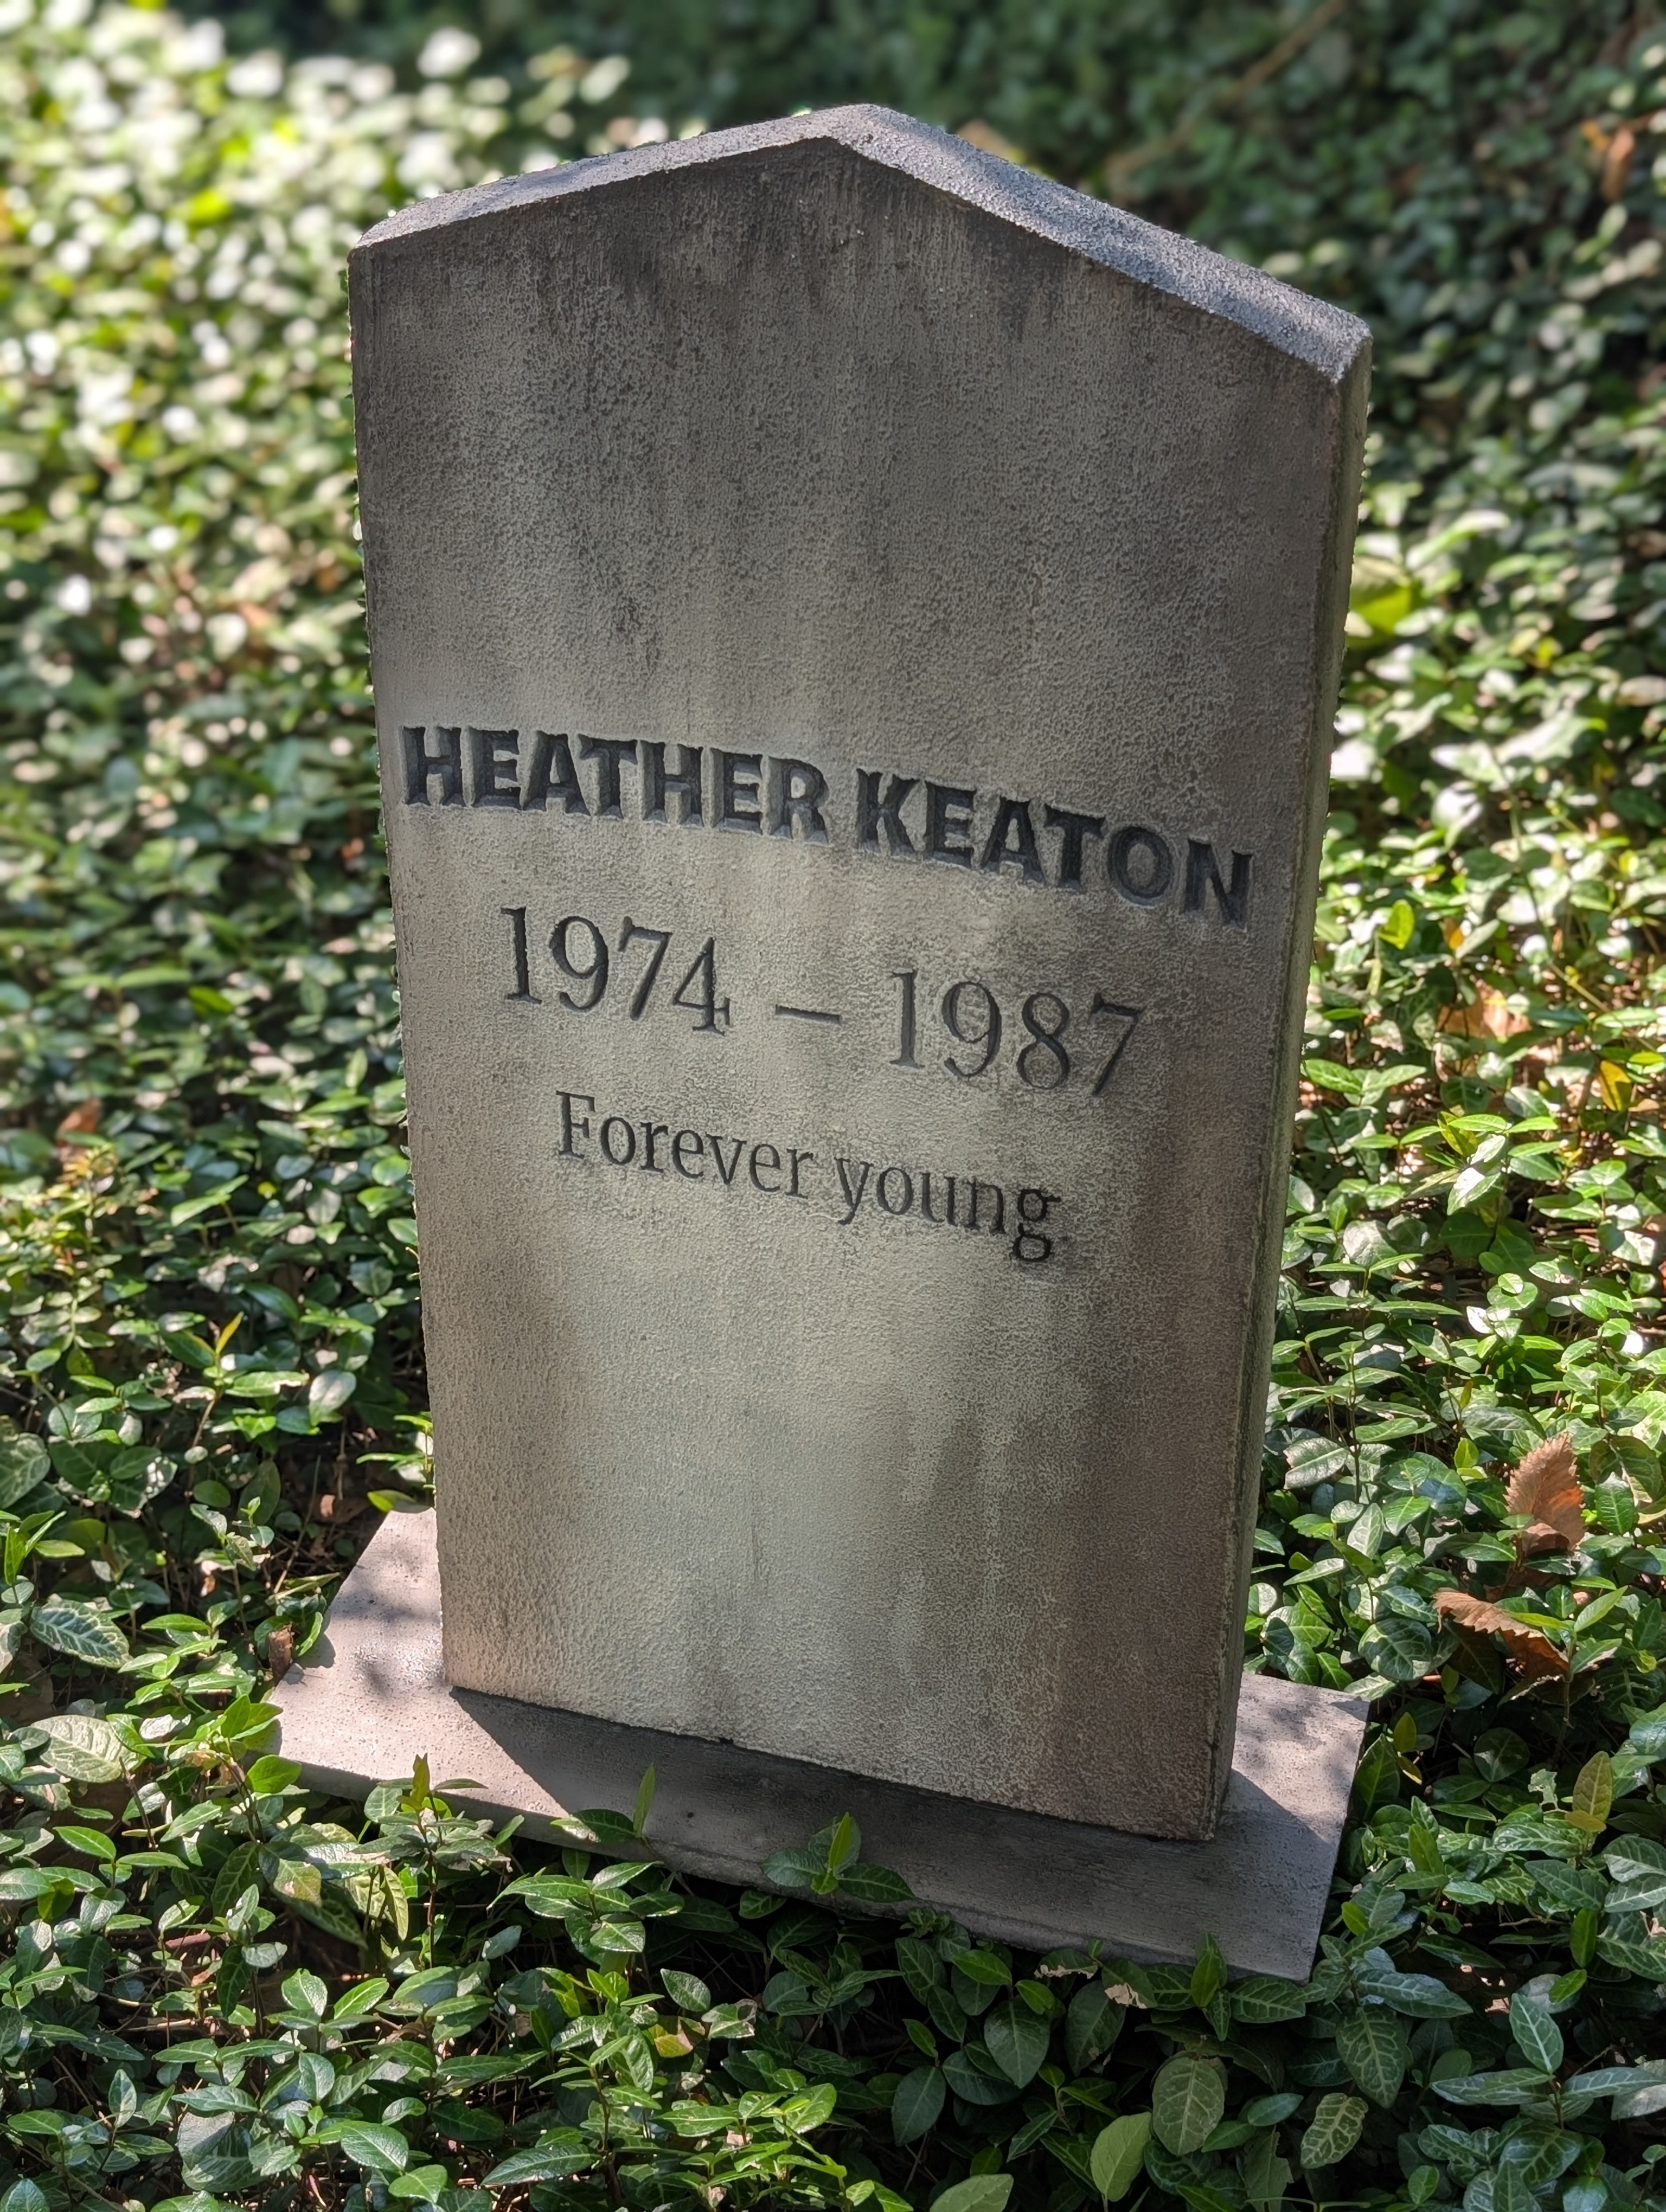 HEATHER KEATON
1974 – 1987
Forever young